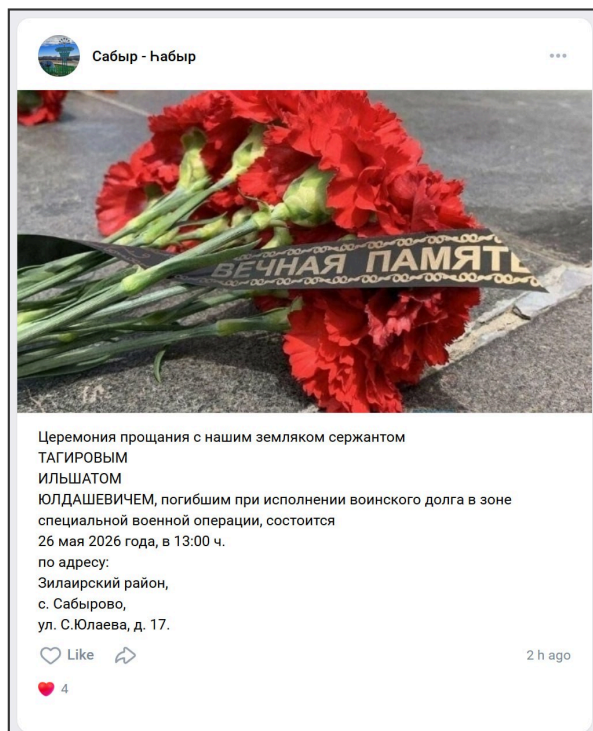 Сабыр - Һабыр
ВЕЧНАЯ ПАМЯТЬ
Церемония прощания с нашим земляком сержантом
ТАГИРОВЫМ
ИЛЬШАТОМ
ЮЛДАШЕВИЧЕМ, погибшим при исполнении воинского долга в зоне
специальной военной операции, состоится
26 мая 2026 года, в 13:00 ч.
по адресу:
Зилаирский район,
с. Сабырово,
ул. С.Юлаева, д. 17.
Like
2 h ago
4